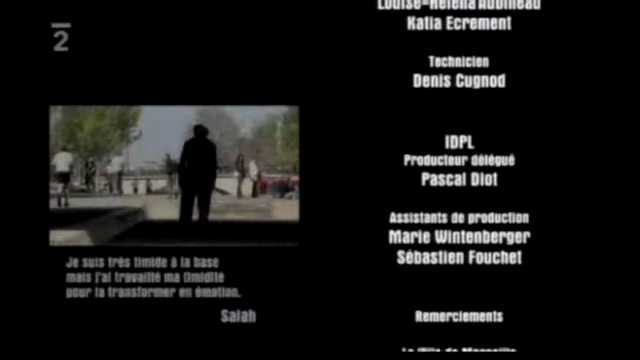 2
Je suis très timide à la base
mais j'ai travaillé ma timidité
pour la transformer en émotion.
Salah
Katia Ecrement
Technicien
Denis Cugnod
IDPL
Producteur délégué
Pascal Diot
Assistants de production
Marie Wintenberger
Sébastien Fouchet
Remerciements